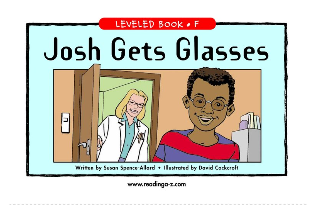 LEVELED BOOK • F
Josh Gets Glasses
Written by Susan Spence-Allard • Illustrated by David Cockcroft
www.readinga-z.com